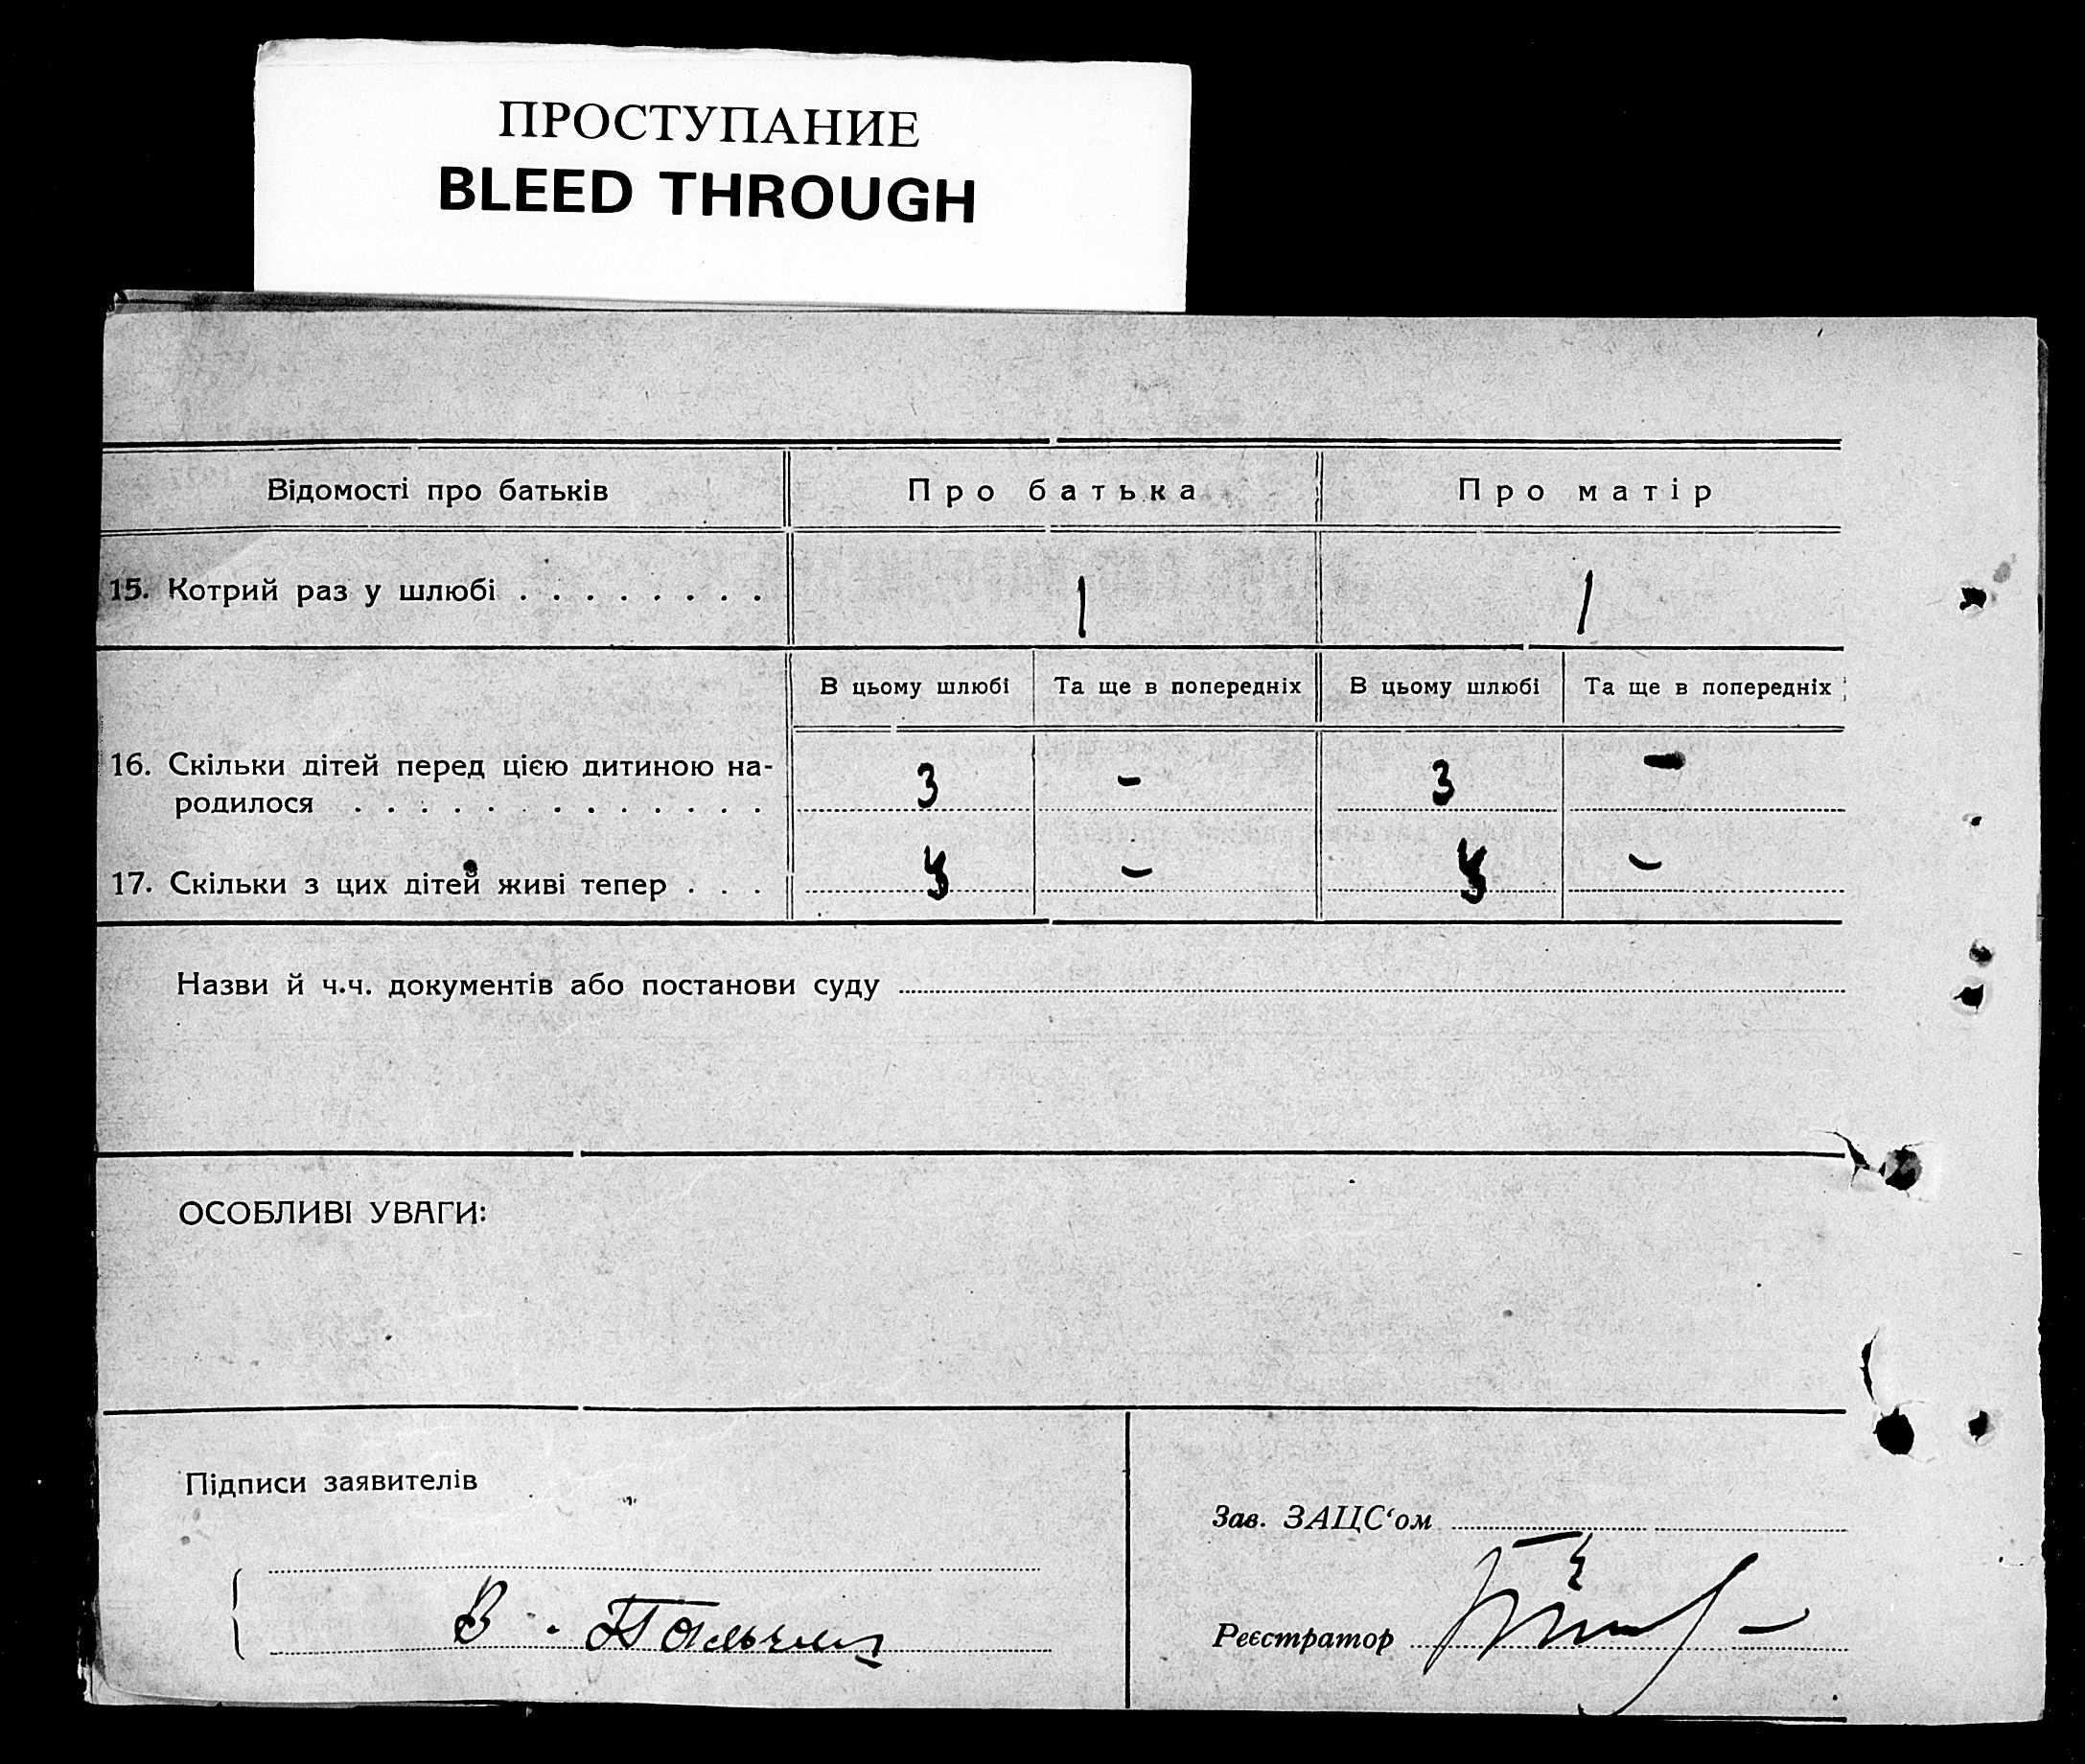 ПРОСТУПАНИЕ
BLEED THROUGH
Відомості про батьків Про батька Про матір
15. Котрий раз у шлюбі . . . . . . . . 1 1
В цьому шлюбі Та ще в попередніх В цьому шлюбі Та ще в попередніх
16. Скільки дітей перед цією дитиною на-
родилося . . . . . . . . . . . . . 3 - 3 -
17. Скільки з цих дітей живі тепер . . . - -
Назви й ч.ч. документів або постанови суду
ОСОБЛИВІ УВАГИ:
Підписи заявителів
Зав. ЗАЦС‘ом
В.
Реєстратор